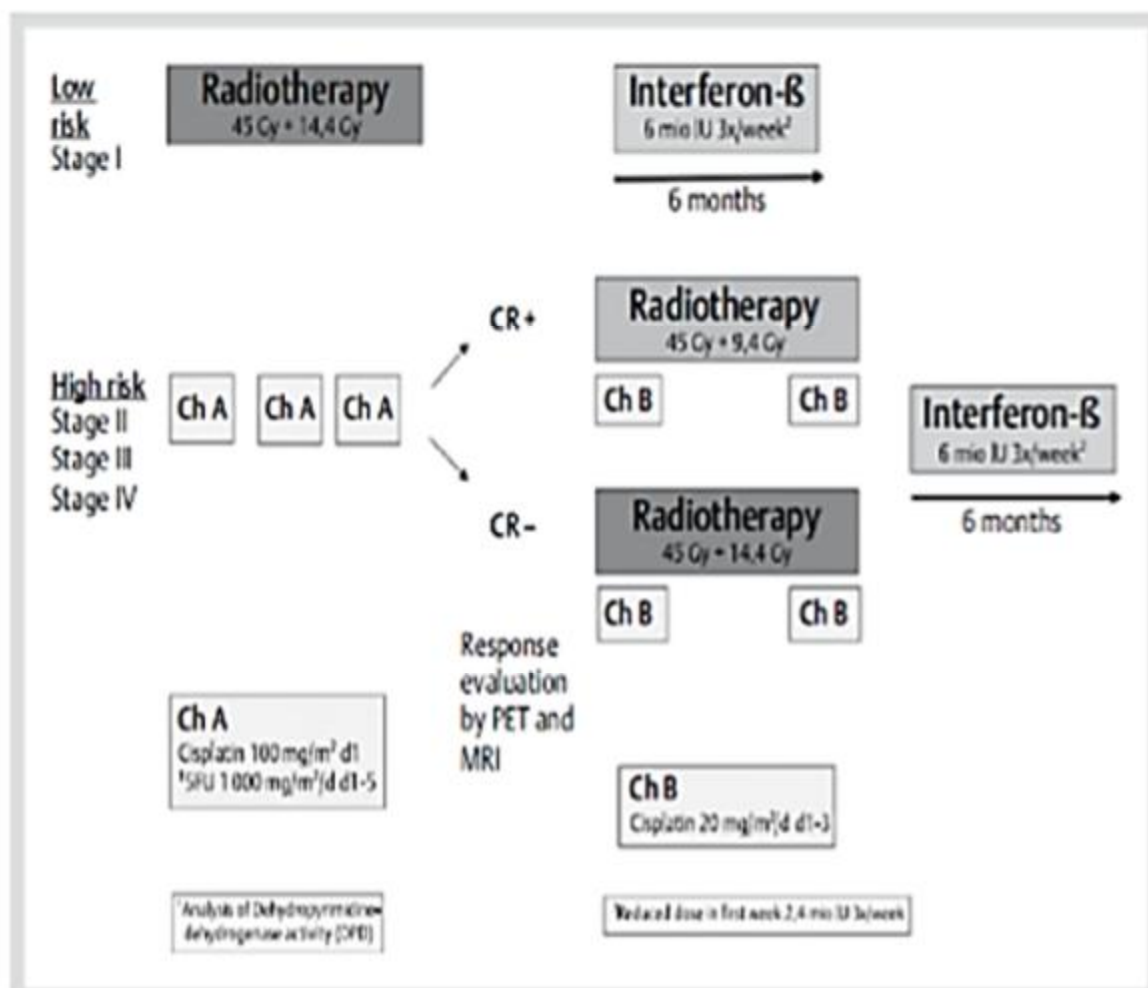 Low
risk
Stage I
Radiotherapy
45 Gy + 14,4 Gy
Interferon-ß
6 mio IU 3x/week²
6 months
High risk
Stage II
Stage III
Stage IV
Ch A
Ch A
Ch A
CR+
Radiotherapy
45 Gy + 9,4 Gy
Ch B
Ch B
CR–
Radiotherapy
45 Gy + 14,4 Gy
Ch B
Ch B
Interferon-ß
6 mio IU 3x/week²
6 months
Response
evaluation
by PET and
MRI
Ch A
Cisplatin 100 mg/m² d1
¹5FU 1 000 mg/m²/d d1-5
Ch B
Cisplatin 20 mg/m²/d d1-3
¹Analysis of Dehydropyrimidine-
dehydrogenase activity (DPD)
²Reduced dose in first week 2,4 mio IU 3x/week